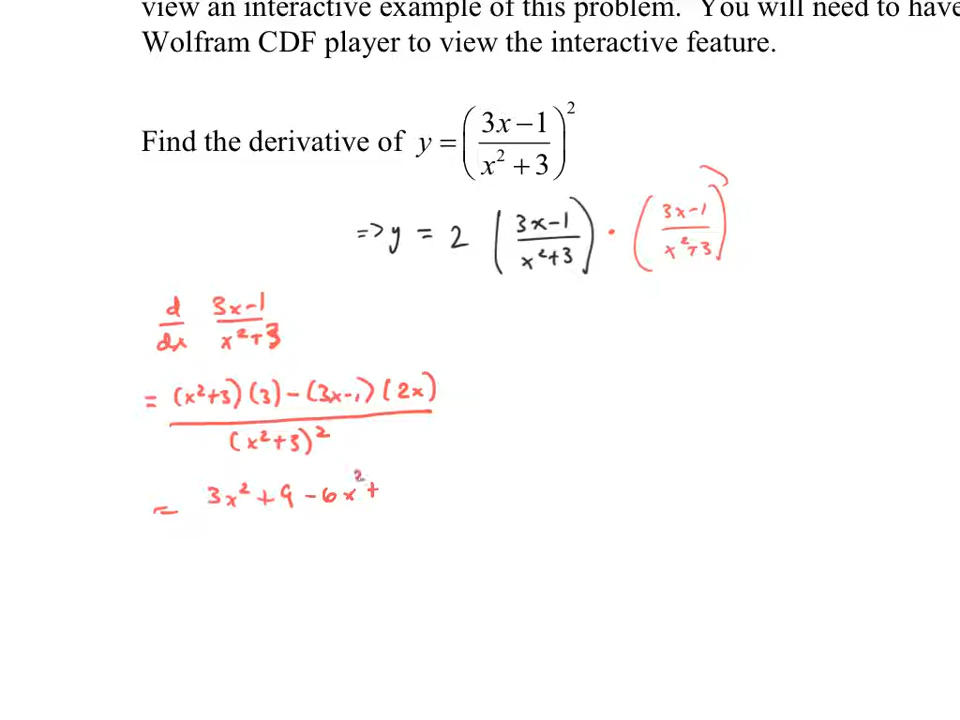 view an interactive example of this problem. You will need to have
Wolfram CDF player to view the interactive feature.
Find the derivative of y = ((3x − 1)/(x² + 3))²
=> y = 2 ((3x-1)/(x²+3)) · ((3x-1)/(x²+3))
d/dx (3x-1)/(x²+3)
= ((x²+3)(3) - (3x-1)(2x))/(x²+3)²
= 3x² + 9 - 6x² +